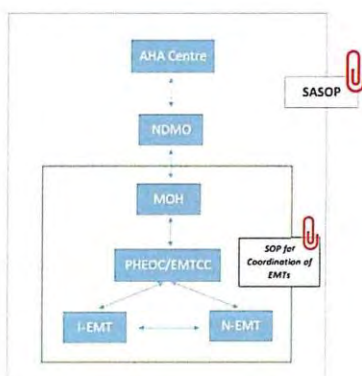 AHA Centre
SASOP
NDMO
MOH
SOP for
Coordination of
EMTs
PHEOC/EMTCC
I-EMT
N-EMT